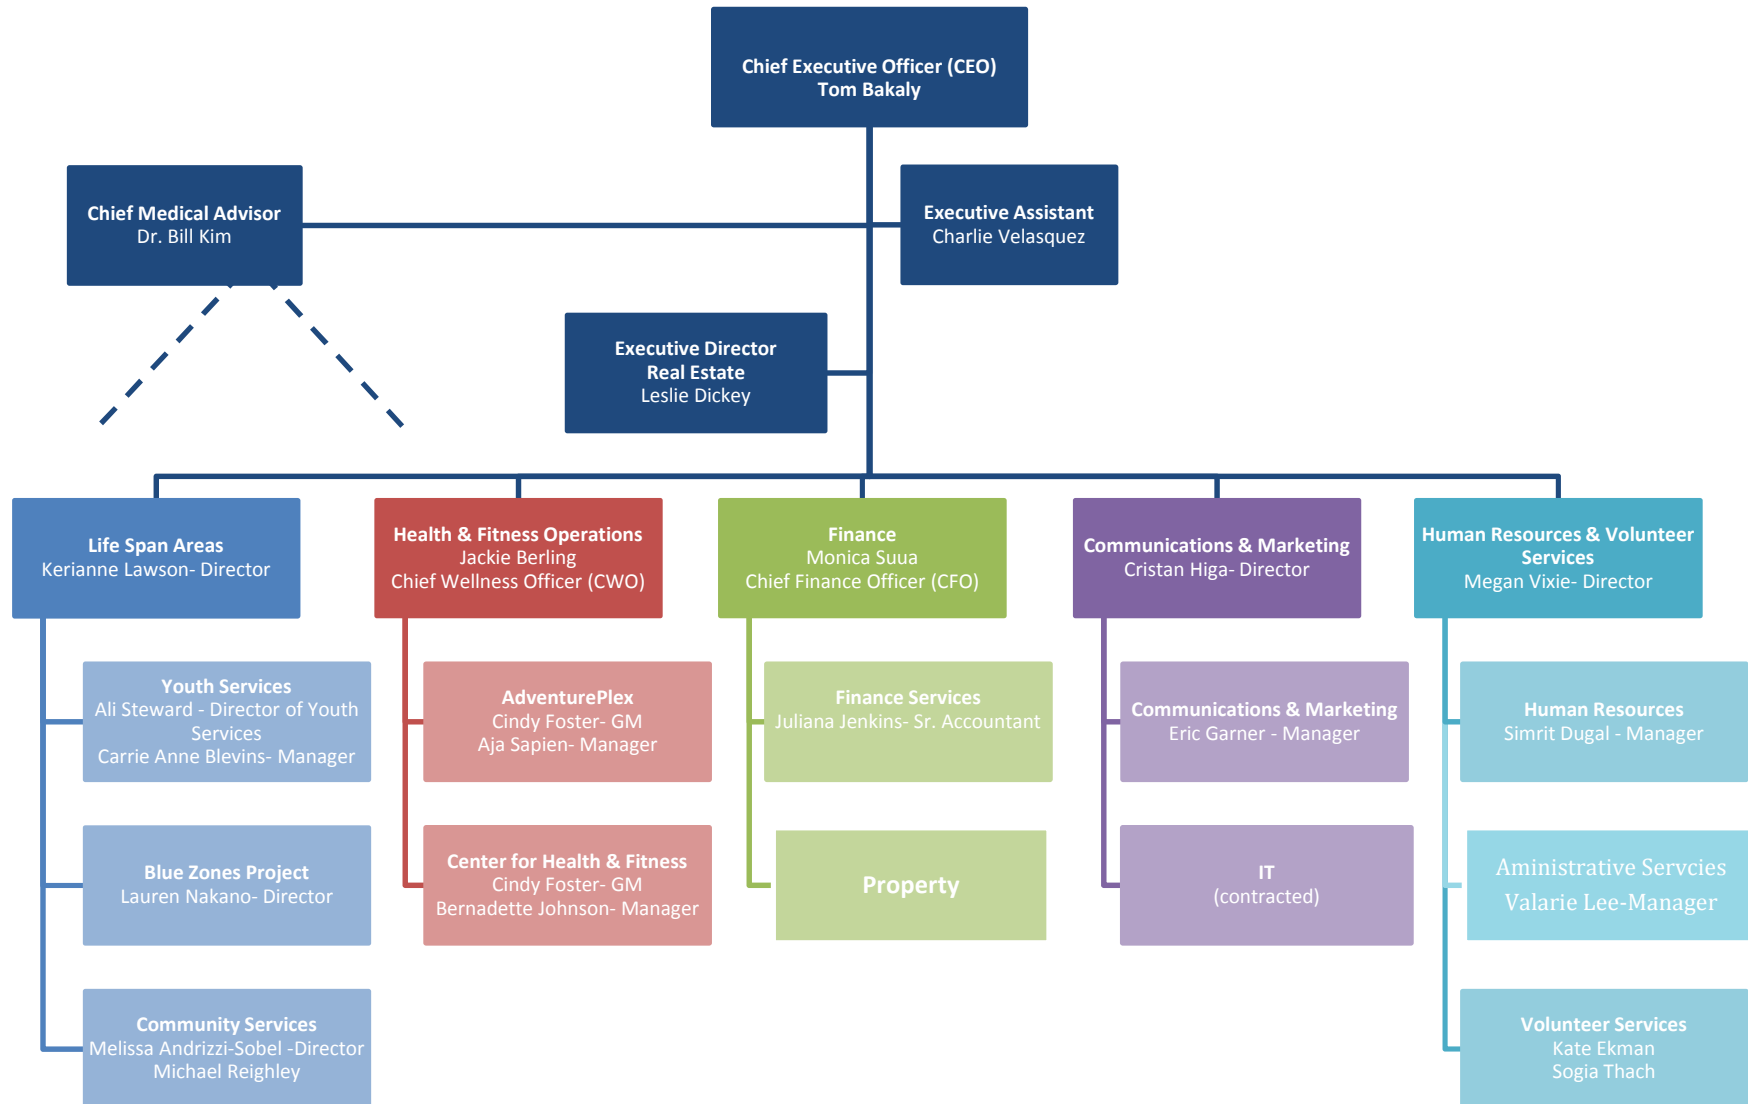 Chief Executive Officer (CEO)
Tom Bakaly
Chief Medical Advisor
Dr. Bill Kim
Executive Assistant
Charlie Velasquez
Executive Director
Real Estate
Leslie Dickey
Life Span Areas
Kerianne Lawson- Director
Health & Fitness Operations
Jackie Berling
Chief Wellness Officer (CWO)
Finance
Monica Suua
Chief Finance Officer (CFO)
Communications & Marketing
Cristan Higa- Director
Human Resources & Volunteer
Services
Megan Vixie- Director
Youth Services
Ali Steward - Director of Youth
Services
Carrie Anne Blevins- Manager
AdventurePlex
Cindy Foster- GM
Aja Sapien- Manager
Finance Services
Juliana Jenkins- Sr. Accountant
Communications & Marketing
Eric Garner - Manager
Human Resources
Simrit Dugal - Manager
Blue Zones Project
Lauren Nakano- Director
Center for Health & Fitness
Cindy Foster- GM
Bernadette Johnson- Manager
Property
IT
(contracted)
Aministrative Servcies
Valarie Lee-Manager
Community Services
Melissa Andrizzi-Sobel -Director
Michael Reighley
Volunteer Services
Kate Ekman
Sogia Thach